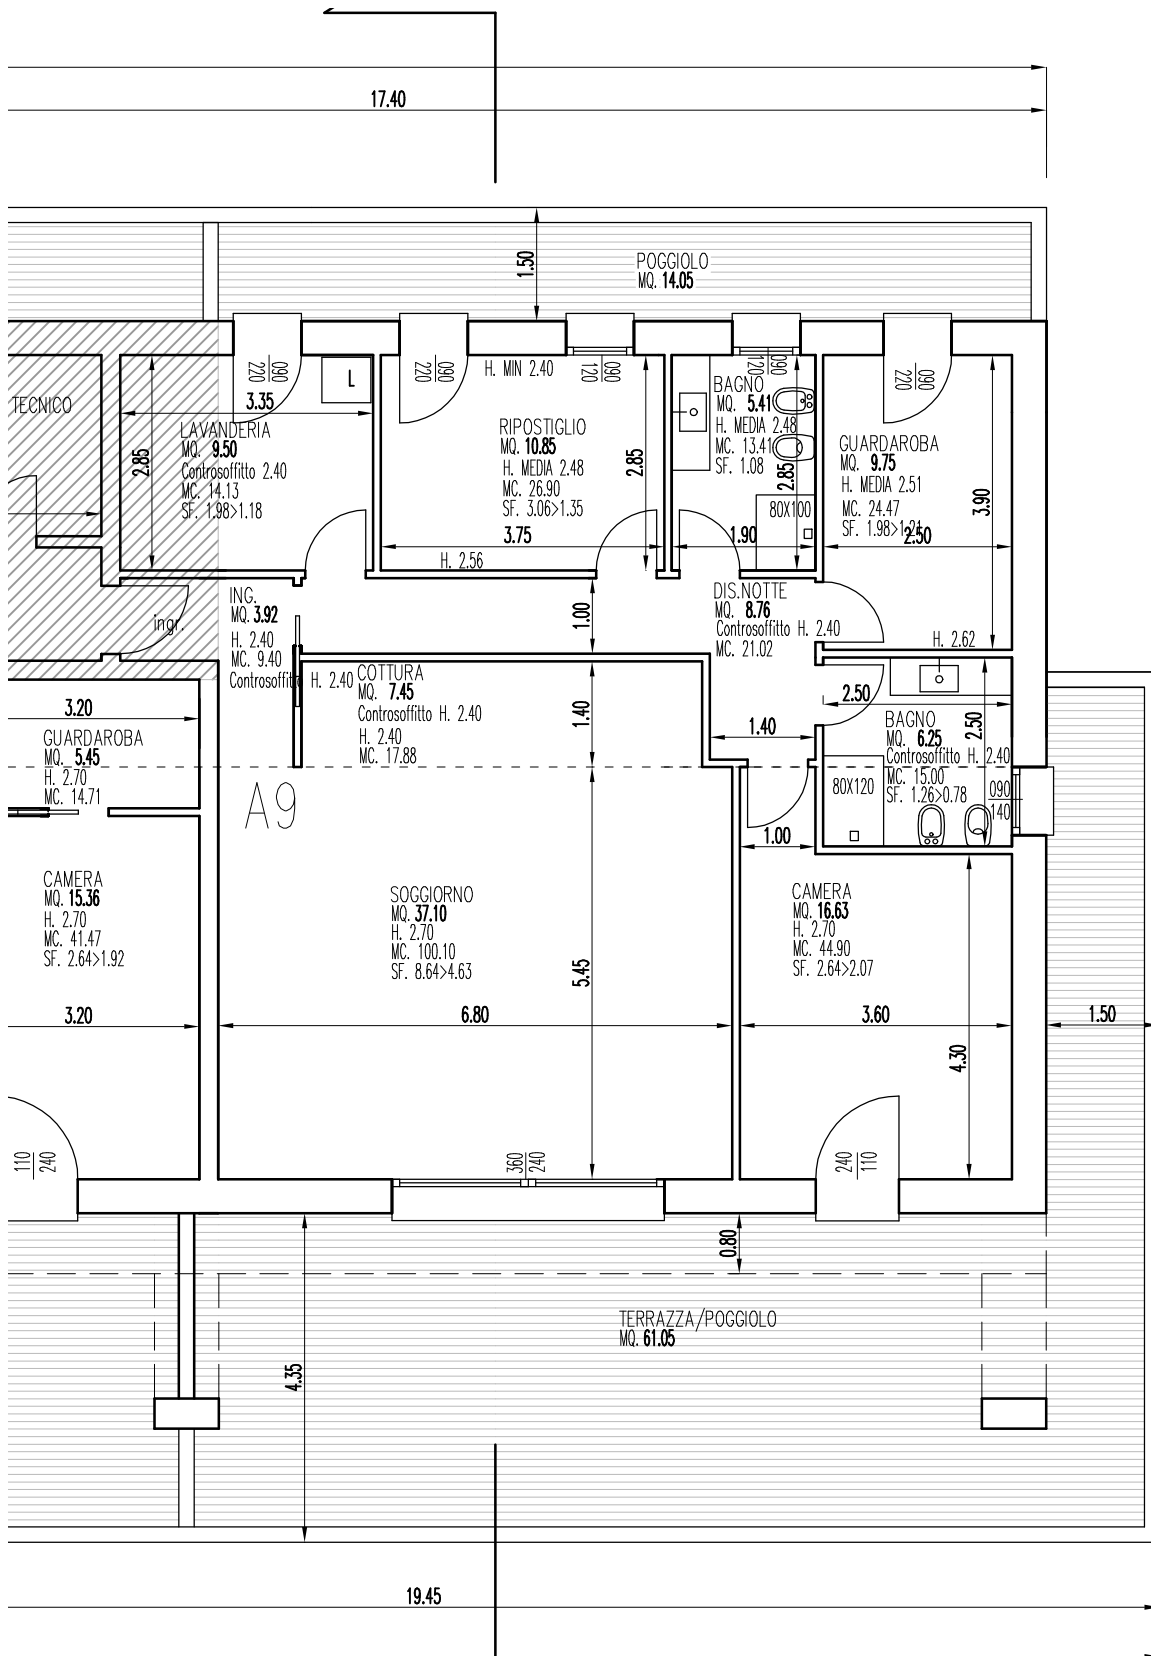 17.40
1.50
POGGIOLO
MQ. 14.05
TECNICO
220
090
3.35
L
2.85
LAVANDERIA
MQ. 9.50
Controsoffitto 2.40
MC. 14.13
SF. 1.98>1.18
220
090
H. MIN 2.40
120
090
RIPOSTIGLIO
MQ. 10.85
H. MEDIA 2.48
MC. 26.90
SF. 3.06>1.35
2.85
3.75
H. 2.56
120
090
BAGNO
MQ. 5.41
H. MEDIA 2.48
MC. 13.41
SF. 1.08
2.85
80X100
1.90
220
090
GUARDAROBA
MQ. 9.75
H. MEDIA 2.51
MC. 24.47
SF. 1.98>1.21
2.50
3.90
H. 2.62
ingr.
ING.
MQ. 3.92
H. 2.40
MC. 9.40
Controsoffitto H. 2.40
1.00
DIS.NOTTE
MQ. 8.76
Controsoffitto H. 2.40
MC. 21.02
COTTURA
MQ. 7.45
Controsoffitto H. 2.40
H. 2.40
MC. 17.88
1.40
1.40
2.50
2.50
BAGNO
MQ. 6.25
Controsoffitto H. 2.40
MC. 15.00
SF. 1.26>0.78
80X120
090
140
3.20
GUARDAROBA
MQ. 5.45
H. 2.70
MC. 14.71
A9
1.00
CAMERA
MQ. 15.36
H. 2.70
MC. 41.47
SF. 2.64>1.92
SOGGIORNO
MQ. 37.10
H. 2.70
MC. 100.10
SF. 8.64>4.63
CAMERA
MQ. 16.63
H. 2.70
MC. 44.90
SF. 2.64>2.07
5.45
3.20
6.80
3.60
1.50
4.30
110
240
360
240
240
110
0.80
TERRAZZA/POGGIOLO
MQ. 61.05
4.35
19.45